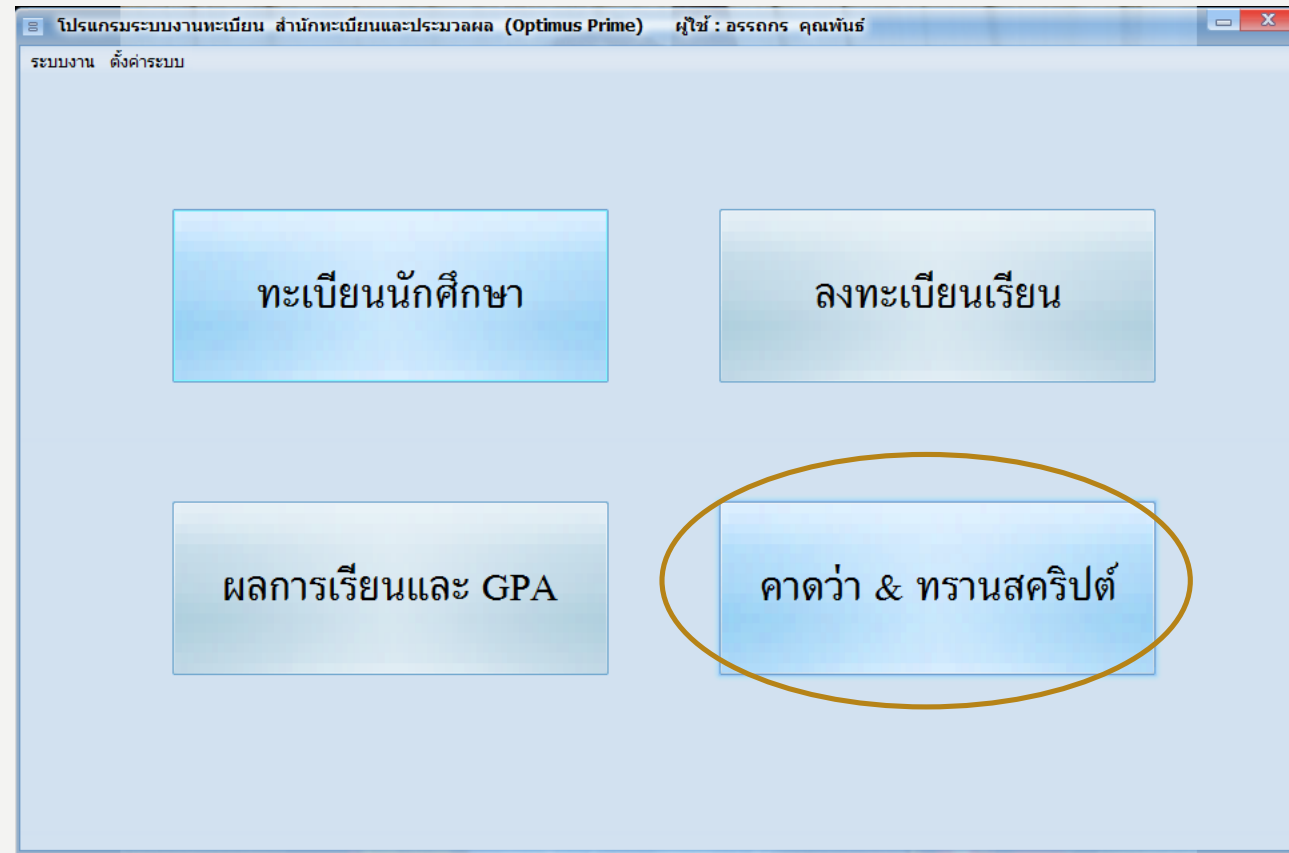 โปรแกรมระบบงานทะเบียน สำนักทะเบียนและประมวลผล (Optimus Prime) ผู้ใช้ : อรรถกร คุณพันธ์
ระบบงาน ตั้งค่าระบบ
ทะเบียนนักศึกษา
ลงทะเบียนเรียน
ผลการเรียนและ GPA
คาดว่า & ทรานสคริปต์